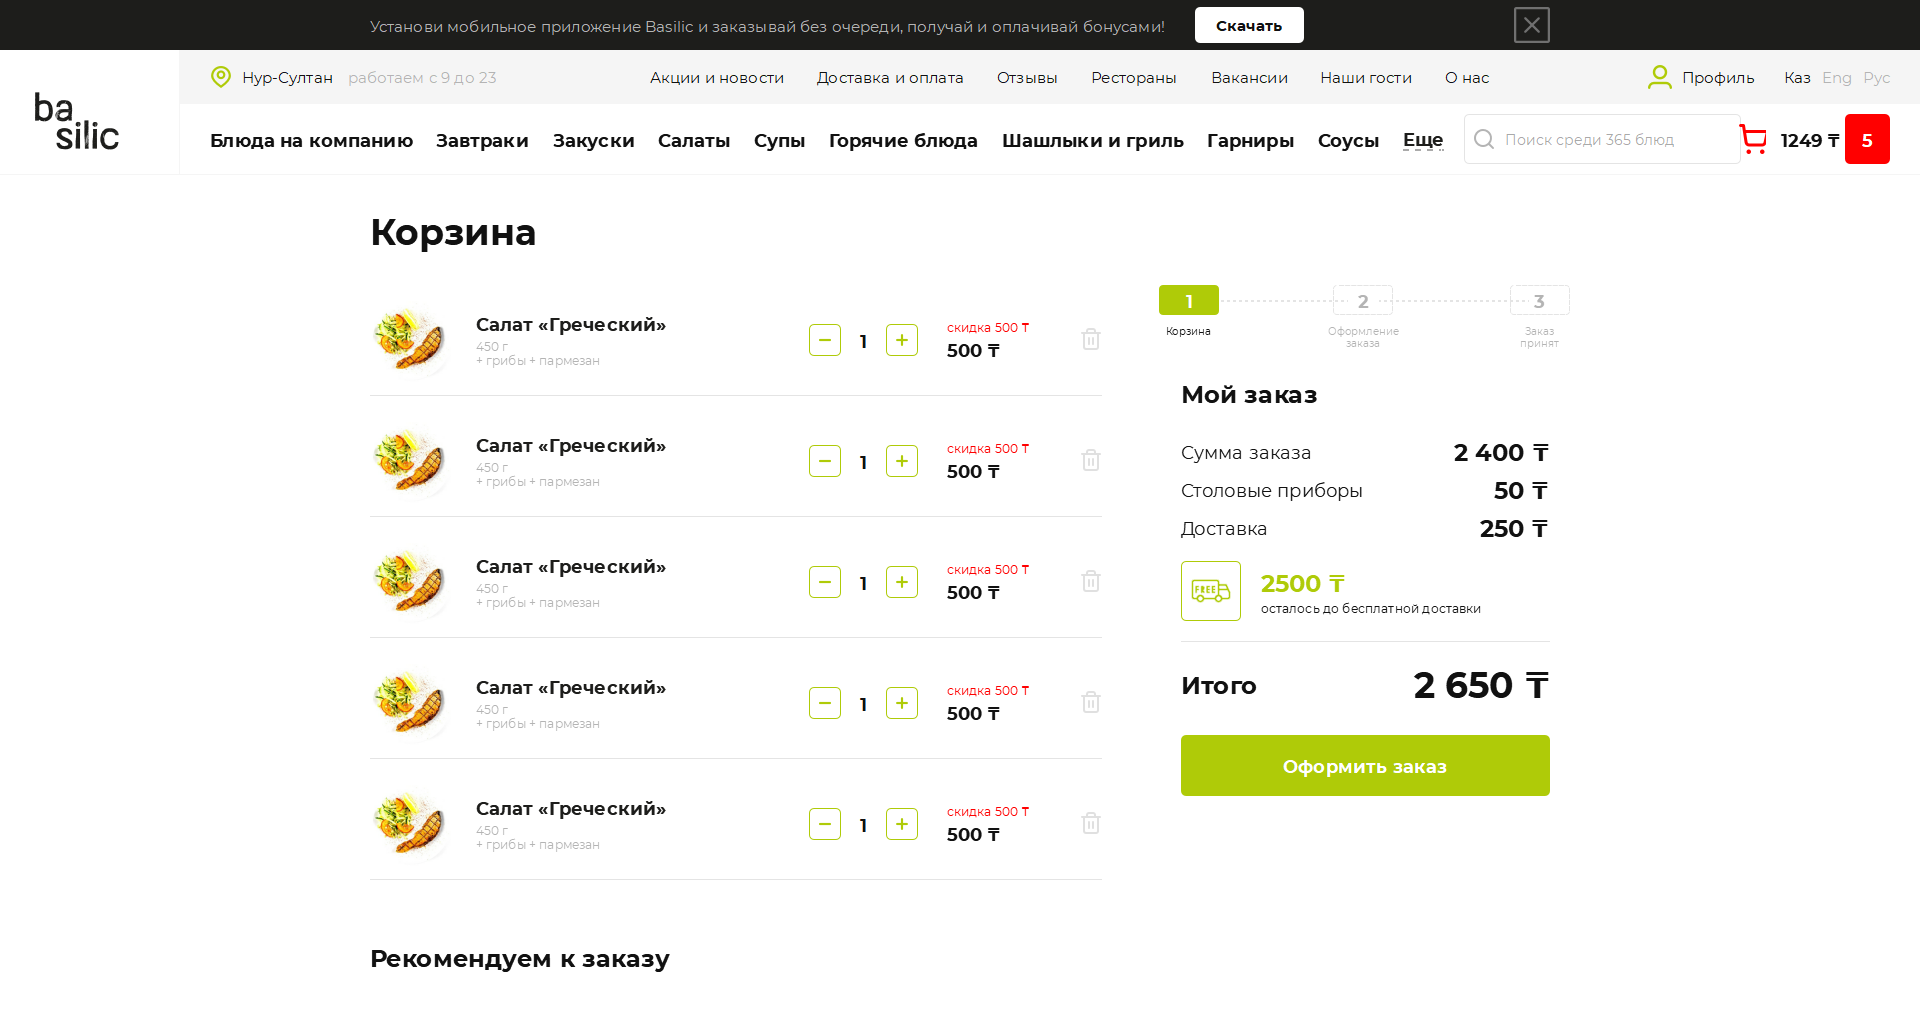 Установи мобильное приложение Basilic и заказывай без очереди, получай и оплачивай бонусами!
Скачать
ba
silic
Нур-Султан
работаем с 9 до 23
Акции и новости
Доставка и оплата
Отзывы
Рестораны
Вакансии
Наши гости
О нас
Профиль
Каз Eng Рус
Блюда на компанию
Завтраки
Закуски
Салаты
Супы
Горячие блюда
Шашлыки и гриль
Гарниры
Соусы
Еще
Поиск среди 365 блюд
1249 ₸
5
Корзина
Салат «Греческий»
450 г
+ грибы + пармезан
1
скидка 500 ₸
500 ₸
Салат «Греческий»
450 г
+ грибы + пармезан
1
скидка 500 ₸
500 ₸
Салат «Греческий»
450 г
+ грибы + пармезан
1
скидка 500 ₸
500 ₸
Салат «Греческий»
450 г
+ грибы + пармезан
1
скидка 500 ₸
500 ₸
Салат «Греческий»
450 г
+ грибы + пармезан
1
скидка 500 ₸
500 ₸
1
Корзина
2
Оформление
заказа
3
Заказ
принят
Мой заказ
Сумма заказа 2 400 ₸
Столовые приборы 50 ₸
Доставка 250 ₸
FREE
2500 ₸
осталось до бесплатной доставки
Итого 2 650 ₸
Оформить заказ
Рекомендуем к заказу